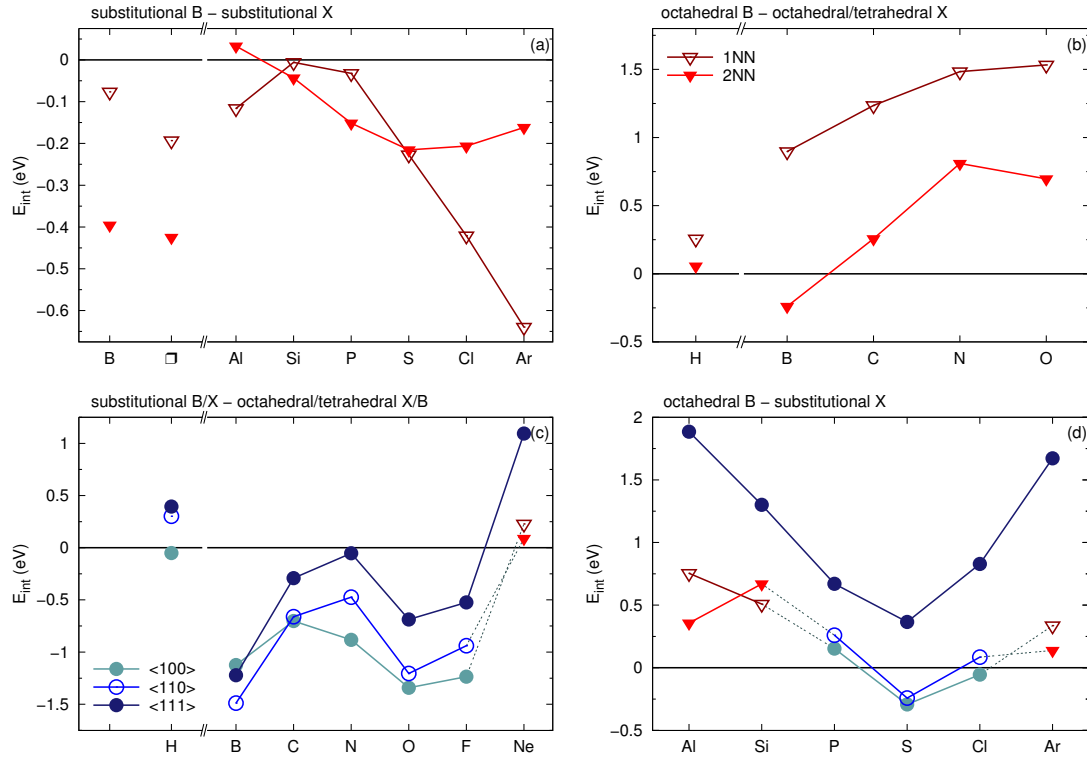 substitutional B − substitutional X
(a)
0
−0.1
−0.2
−0.3
−0.4
−0.5
−0.6
E_int (eV)
B ❒ Al Si P S Cl Ar
octahedral B − octahedral/tetrahedral X
(b)
1NN
2NN
1.5
1
0.5
0
−0.5
E_int (eV)
H B C N O
substitutional B/X − octahedral/tetrahedral X/B
(c)
1
0.5
0
−0.5
−1
−1.5
E_int (eV)
<100>
<110>
<111>
H B C N O F Ne
octahedral B − substitutional X
(d)
2
1.5
1
0.5
0
−0.5
E_int (eV)
Al Si P S Cl Ar